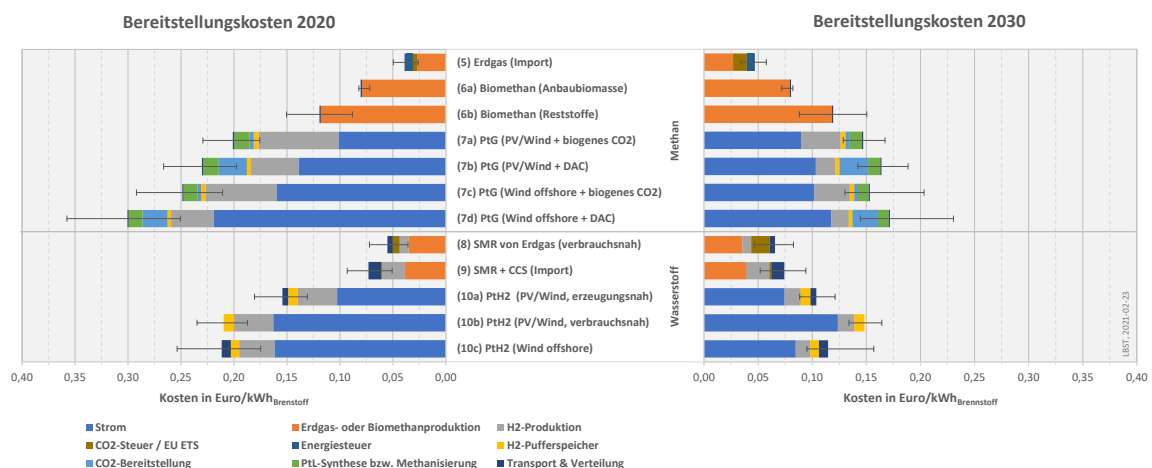 Bereitstellungskosten 2020
Bereitstellungskosten 2030
(5) Erdgas (Import)
(6a) Biomethan (Anbaubiomasse)
(6b) Biomethan (Reststoffe)
(7a) PtG (PV/Wind + biogenes CO2)
(7b) PtG (PV/Wind + DAC)
(7c) PtG (Wind offshore + biogenes CO2)
(7d) PtG (Wind offshore + DAC)
Methan
(8) SMR von Erdgas (verbrauchsnah)
(9) SMR + CCS (Import)
(10a) PtH2 (PV/Wind, erzeugungsnah)
(10b) PtH2 (PV/Wind, verbrauchsnah)
(10c) PtH2 (Wind offshore)
Wasserstoff
LBST, 2021-02-23
0,40 0,35 0,30 0,25 0,20 0,15 0,10 0,05 0,00
0,00 0,05 0,10 0,15 0,20 0,25 0,30 0,35 0,40
Kosten in Euro/kWhBrenstoff
Kosten in Euro/kWhBrennstoff
Strom
Erdgas- oder Biomethanproduktion
H2-Produktion
CO2-Steuer / EU ETS
Energiesteuer
H2-Pufferspeicher
CO2-Bereitstellung
PtL-Synthese bzw. Methanisierung
Transport & Verteilung